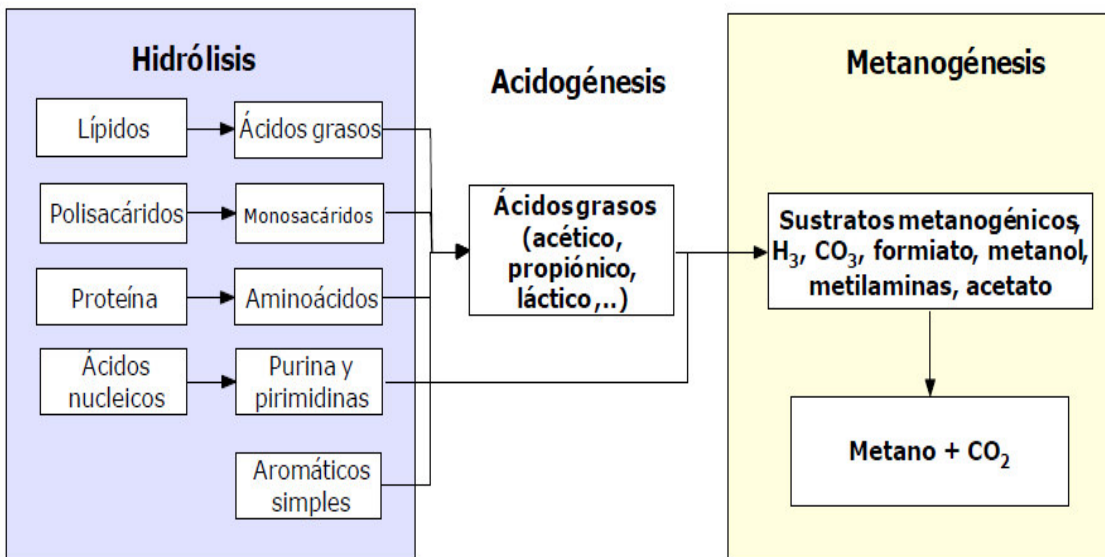 Hidrólisis
Lípidos
Ácidos grasos
Polisacáridos
Monosacáridos
Proteína
Aminoácidos
Ácidos
nucleicos
Purina y
pirimidinas
Aromáticos
simples
Acidogénesis
Ácidos grasos
(acético,
propiónico,
láctico,..)
Metanogénesis
Sustratos metanogénicos,
H₃, CO₃, formiato, metanol,
metilaminas, acetato
Metano + CO₂